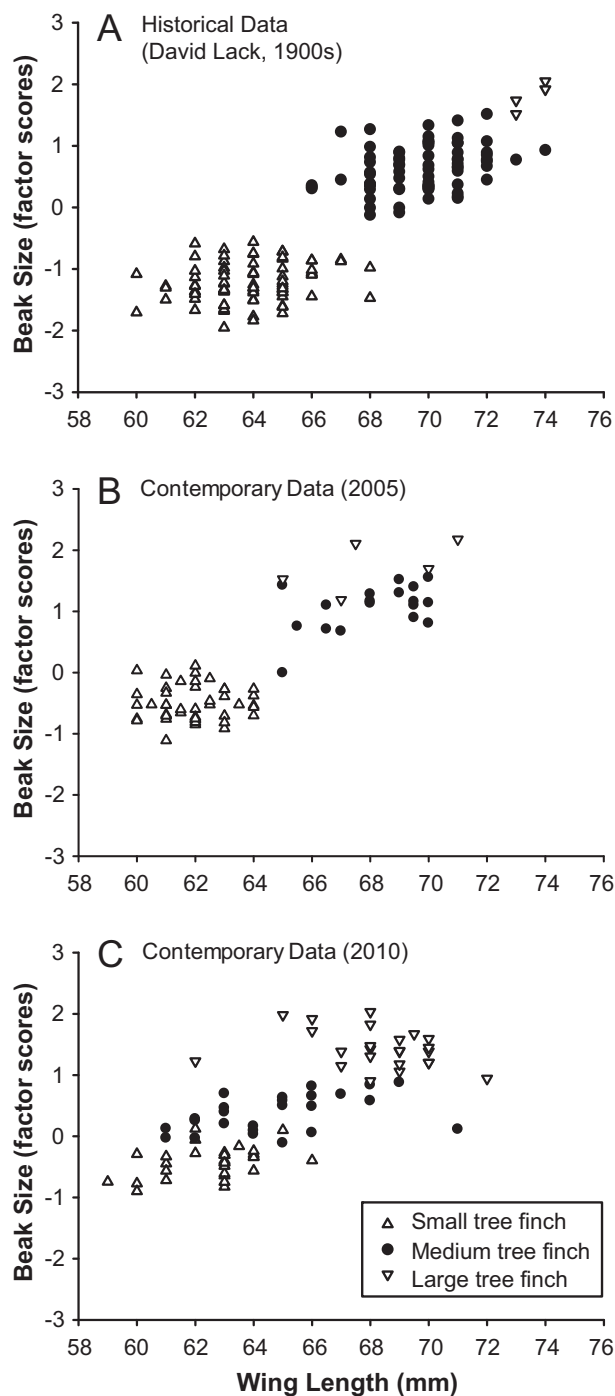 A Historical Data
(David Lack, 1900s)
3
2
1
0
-1
-2
-3
Beak Size (factor scores)
58 60 62 64 66 68 70 72 74 76
B Contemporary Data (2005)
3
2
1
0
-1
-2
-3
Beak Size (factor scores)
58 60 62 64 66 68 70 72 74 76
C Contemporary Data (2010)
3
2
1
0
-1
-2
-3
Beak Size (factor scores)
Small tree finch
Medium tree finch
Large tree finch
58 60 62 64 66 68 70 72 74 76
Wing Length (mm)